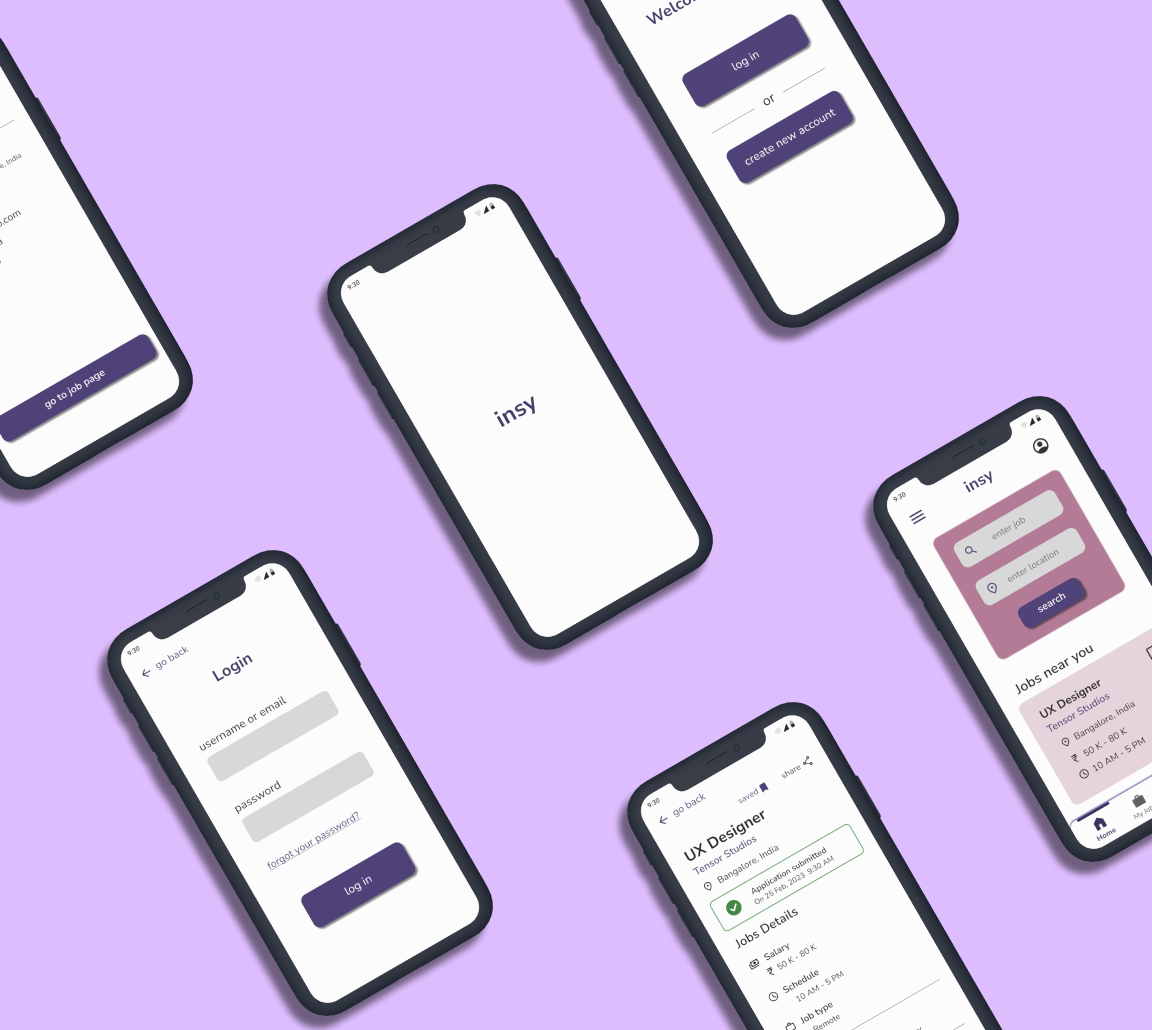 India
.com
go to job page
log in
or
create new account
9:30
insy
9:30
go back
Login
username or email
password
forgot your password?
log in
9:30
insy
enter job
enter location
search
Jobs near you
UX Designer
Tensor Studios
Bangalore, India
₹ 50 K - 80 K
10 AM - 5 PM
Home
My
9:30
go back
saved
share
UX Designer
Tensor Studios
Bangalore, India
Application submitted
On 25 Feb, 2023 9:30 AM
Jobs Details
Salary
₹ 50 K - 80 K
Schedule
10 AM - 5 PM
Job type
Remote